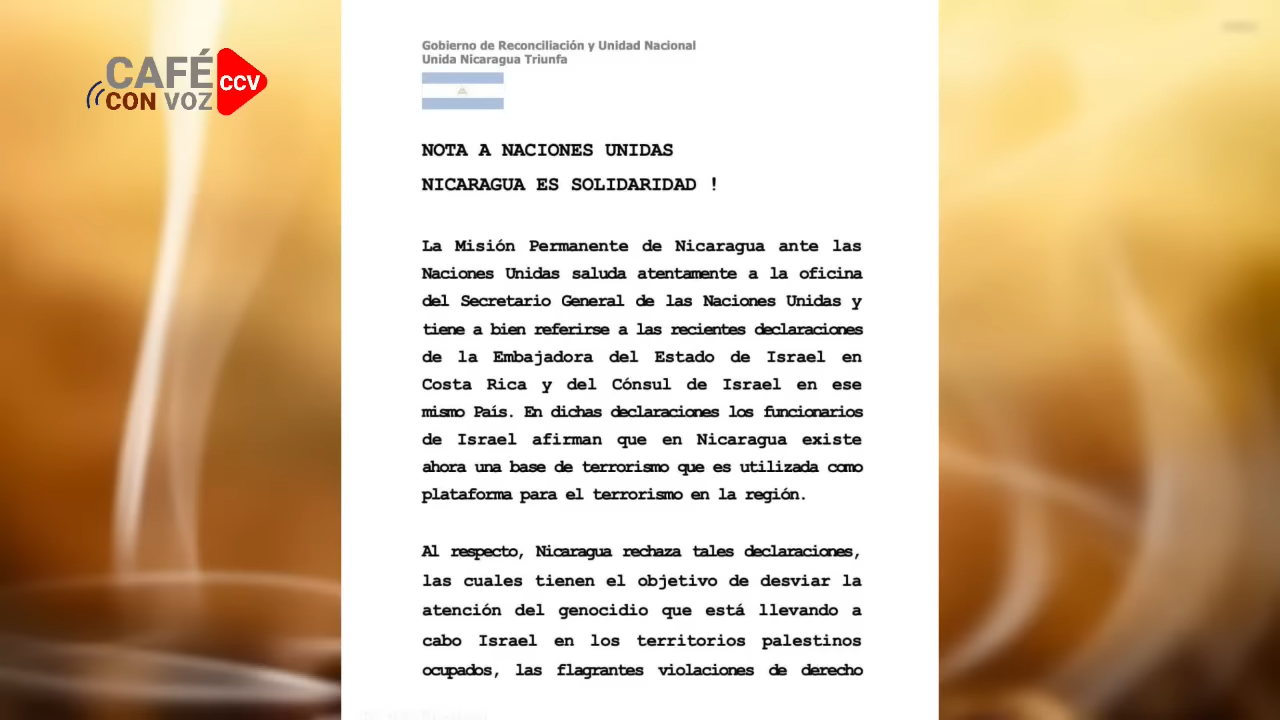 CAFÉ
CON VOZ
CCV
Gobierno de Reconciliación y Unidad Nacional
Unida Nicaragua Triunfa
NOTA A NACIONES UNIDAS
NICARAGUA ES SOLIDARIDAD !
La Misión Permanente de Nicaragua ante las
Naciones Unidas saluda atentamente a la oficina
del Secretario General de las Naciones Unidas y
tiene a bien referirse a las recientes declaraciones
de la Embajadora del Estado de Israel en
Costa Rica y del Cónsul de Israel en ese
mismo País. En dichas declaraciones los funcionarios
de Israel afirman que en Nicaragua existe
ahora una base de terrorismo que es utilizada como
plataforma para el terrorismo en la región.
Al respecto, Nicaragua rechaza tales declaraciones,
las cuales tienen el objetivo de desviar la
atención del genocidio que está llevando a
cabo Israel en los territorios palestinos
ocupados, las flagrantes violaciones de derecho